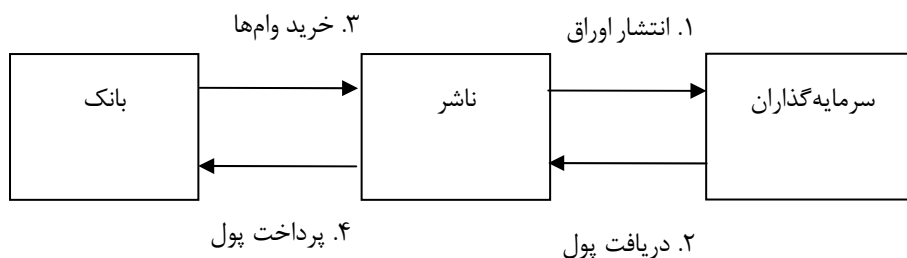 ۱. انتشار اوراق
۳. خرید وام‌ها
سرمایه‌گذاران
ناشر
بانک
۲. دریافت پول
۴. پرداخت پول